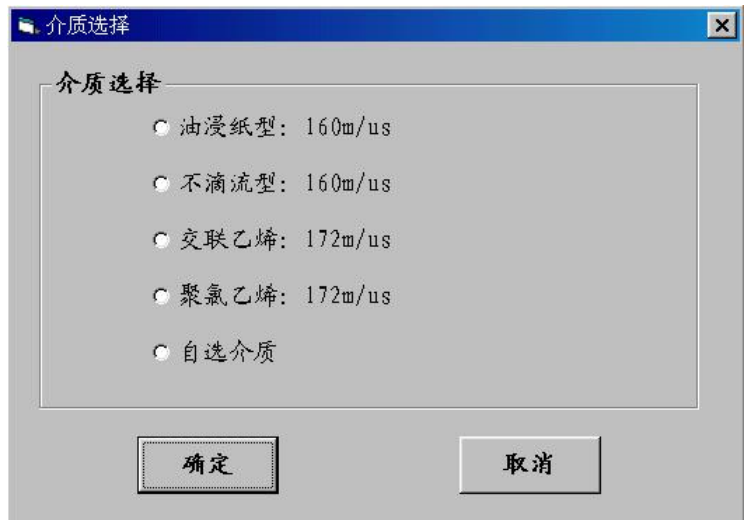 介质选择
介质选择
油浸纸型: 160m/us
不滴流型: 160m/us
交联乙烯: 172m/us
聚氯乙烯: 172m/us
自选介质
确定 取消